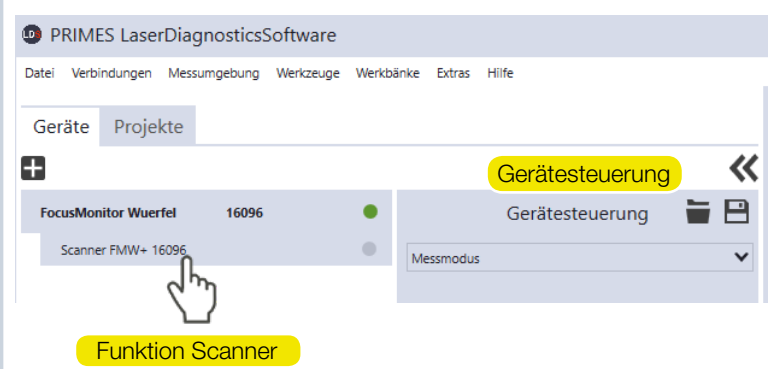 LDS PRIMES LaserDiagnosticsSoftware
Datei Verbindungen Messumgebung Werkzeuge Werkbänke Extras Hilfe
Geräte Projekte
Gerätesteuerung
FocusMonitor Wuerfel 16096
Gerätesteuerung
Scanner FMW+ 16096
Messmodus
Funktion Scanner